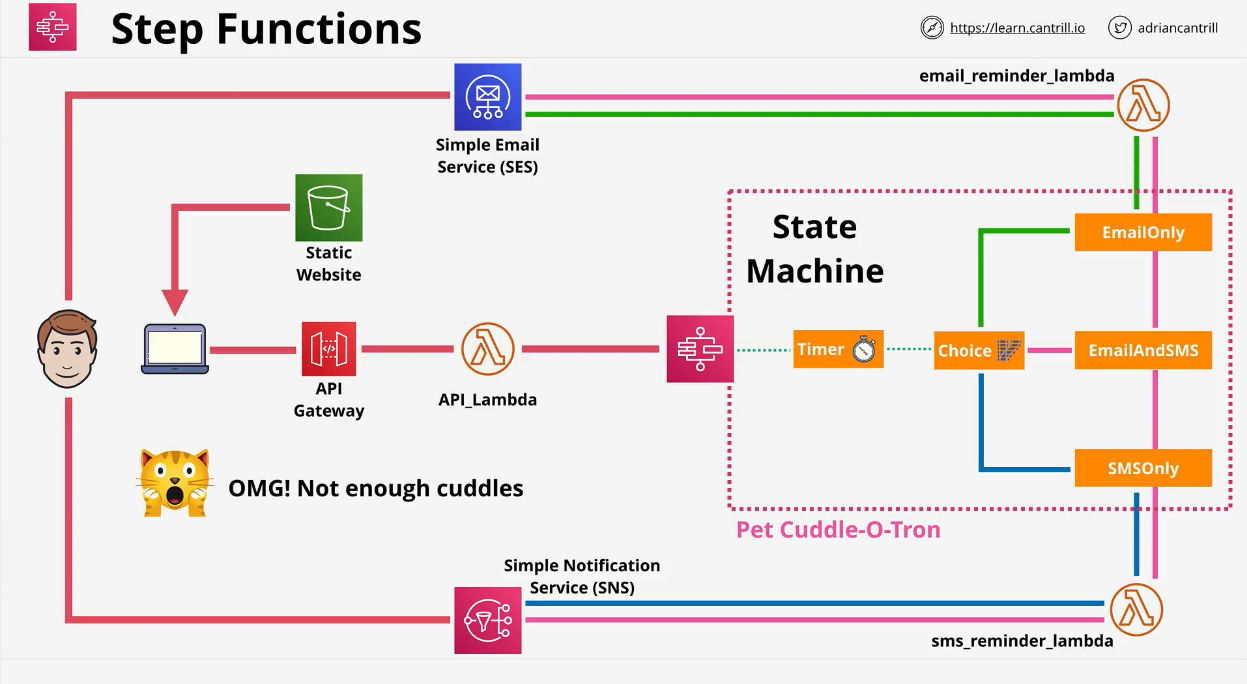 Step Functions
https://learn.cantrill.io
adriancantrill
email_reminder_lambda
Simple Email
Service (SES)
Static
Website
State
Machine
EmailOnly
Timer
Choice
EmailAndSMS
API
Gateway
API_Lambda
SMSOnly
OMG! Not enough cuddles
Pet Cuddle-O-Tron
Simple Notification
Service (SNS)
sms_reminder_lambda